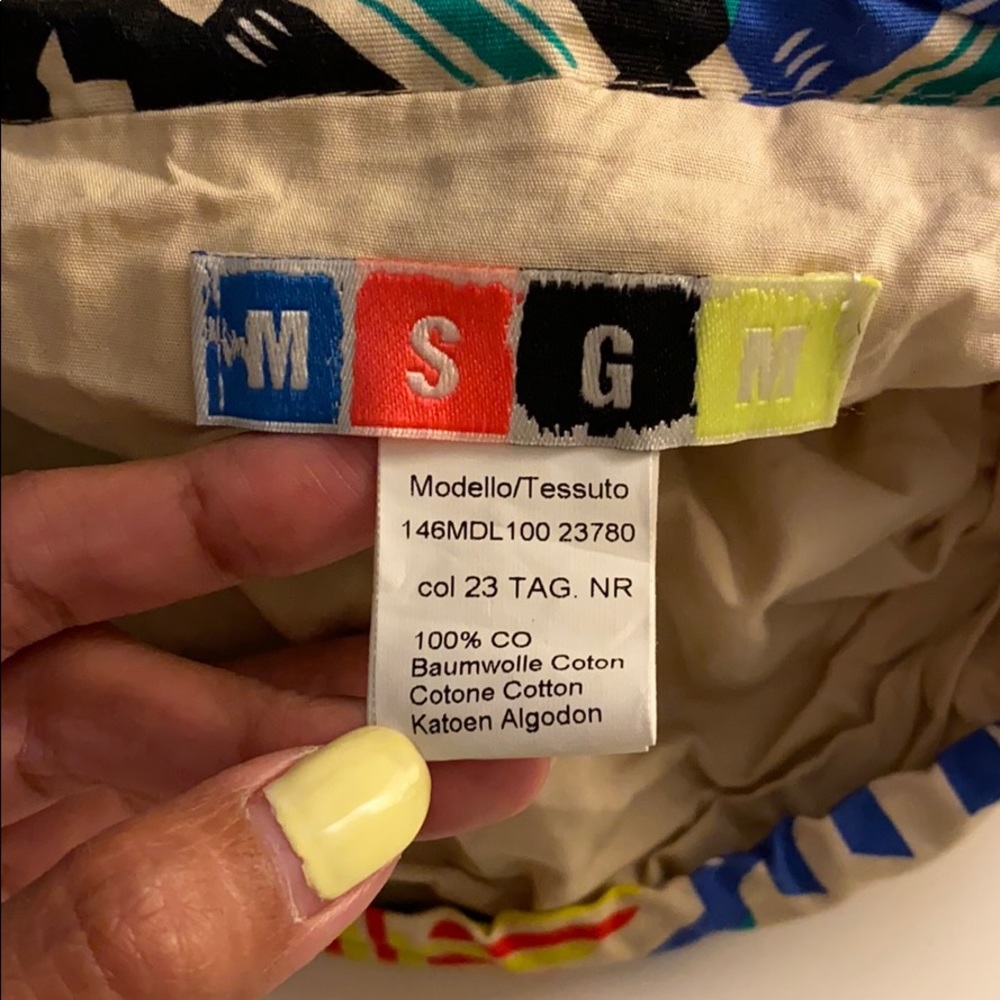 MSGM
Modello/Tessuto
146MDL100 23780
col 23 TAG. NR
100% CO
Baumwolle Coton
Cotone Cotton
Katoen Algodon